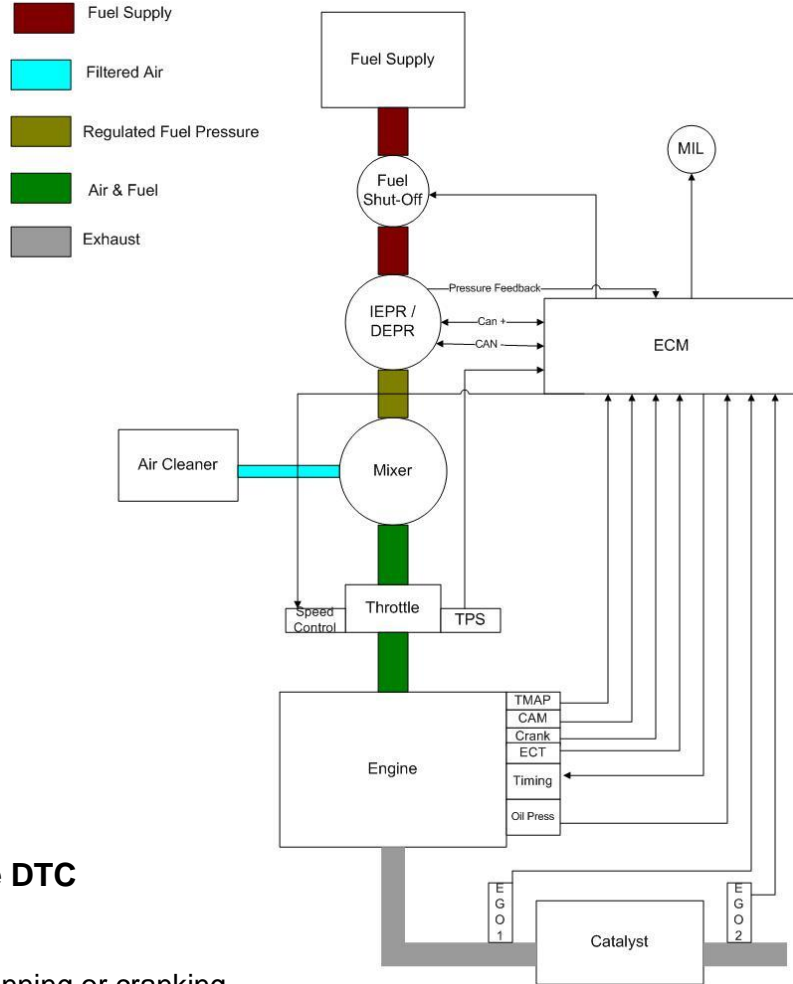 Fuel Supply
Filtered Air
Regulated Fuel Pressure
Air & Fuel
Exhaust
Fuel Supply
Fuel
Shut-Off
MIL
Pressure Feedback
IEPR /
DEPR
Can +
CAN
ECM
Air Cleaner
Mixer
Speed
Control
Throttle
TPS
TMAP
CAM
Crank
ECT
Engine
Timing
Oil Press
DTC
E
G
O
1
E
G
O
2
Catalyst
or cranking